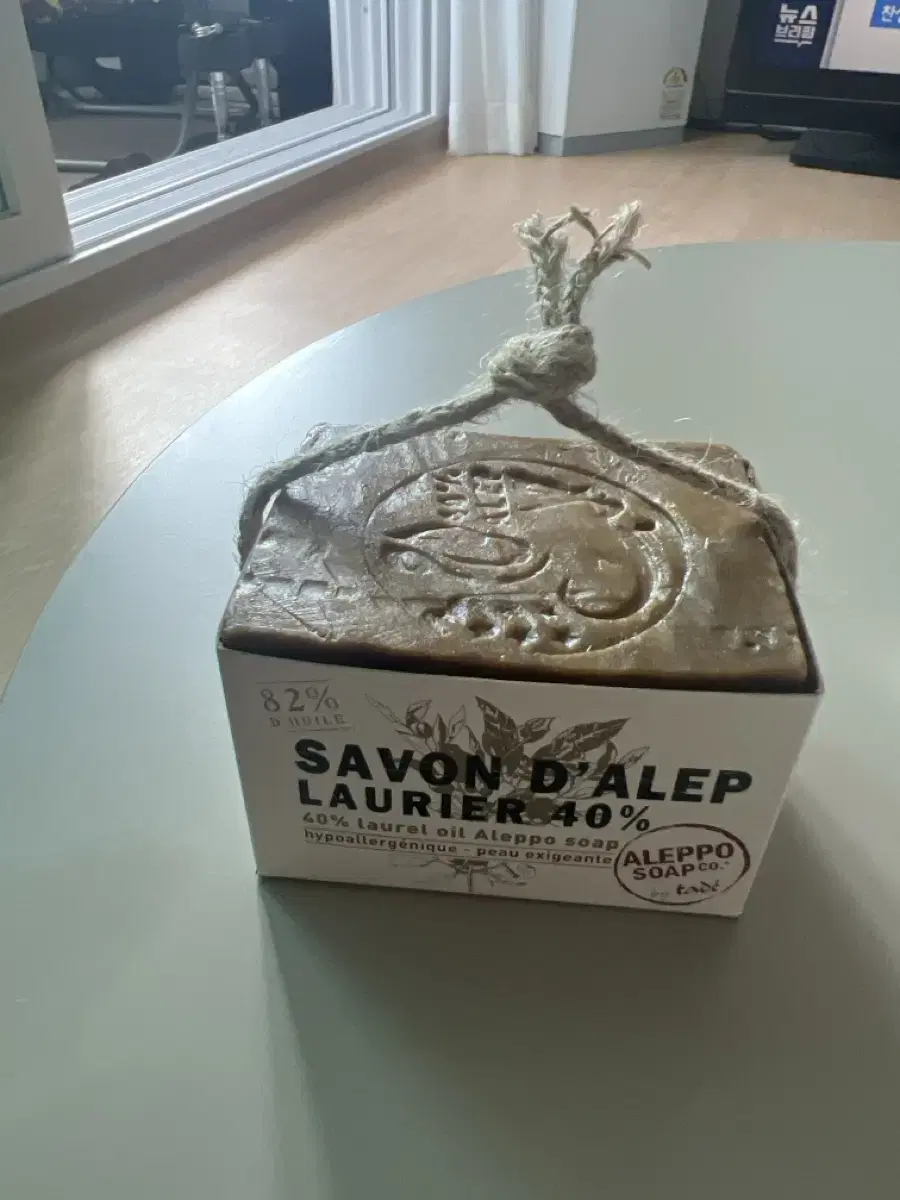 뉴스
브리핑
82%
D'HUILE
SAVON D'ALEP
LAURIER 40%
40% laurel oil Aleppo soap
hypoallergénique - peau exigeante
ALEPPO
SOAP CO.
by tadé